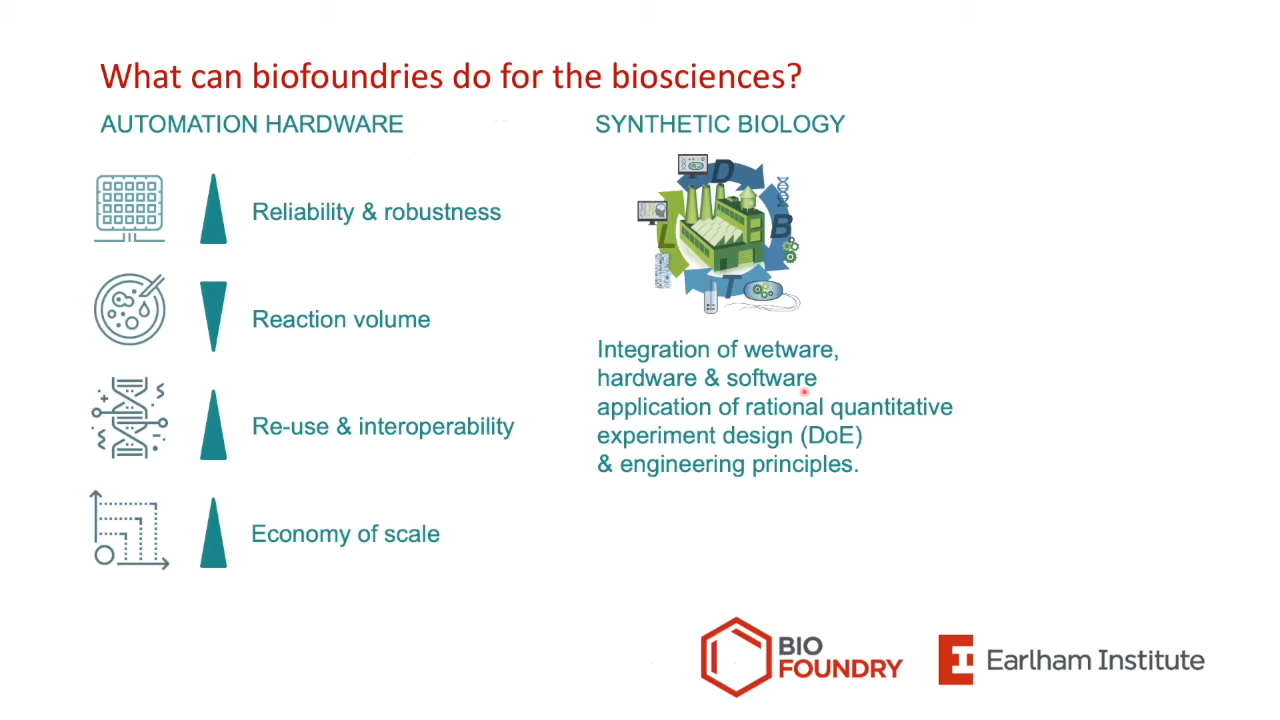 What can biofoundries do for the biosciences?
AUTOMATION HARDWARE
Reliability & robustness
Reaction volume
Re-use & interoperability
Economy of scale
SYNTHETIC BIOLOGY
D
B
T
L
Integration of wetware,
hardware & software
application of rational quantitative
experiment design (DoE)
& engineering principles.
BIO
FOUNDRY
Earlham Institute